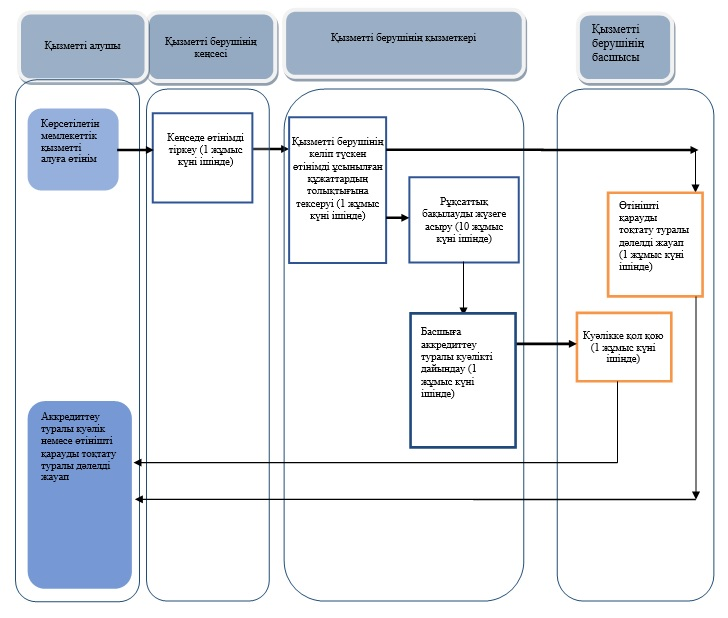 Қызметті алушы
Қызметті берушінің
кеңсесі
Қызметті берушінің қызметкері
Қызметті
берушінің
басшысы
Көрсетілетін
мемлекеттік
қызметті
алуға өтінім
Кеңседе өтінімді
тіркеу (1 жұмыс
күні ішінде)
Қызметті берушінің
келіп түскен
өтінімді ұсынылған
құжаттардың
толықтығына
тексеруі (1 жұмыс
күні ішінде)
Рұқсаттық
бақылауды жүзеге
асыру (10 жұмыс
күні ішінде)
Өтінішті
қарауды
тоқтату туралы
дәлелді жауап
(1 жұмыс күні
ішінде)
Басшыға
аккредиттеу
туралы куәлікті
дайындау (1
жұмыс күні
ішінде)
Куәлікке қол қою
(1 жұмыс күні
ішінде)
Аккредиттеу
туралы куәлік
немесе өтінішті
қарауды тоқтату
туралы дәлелді
жауап